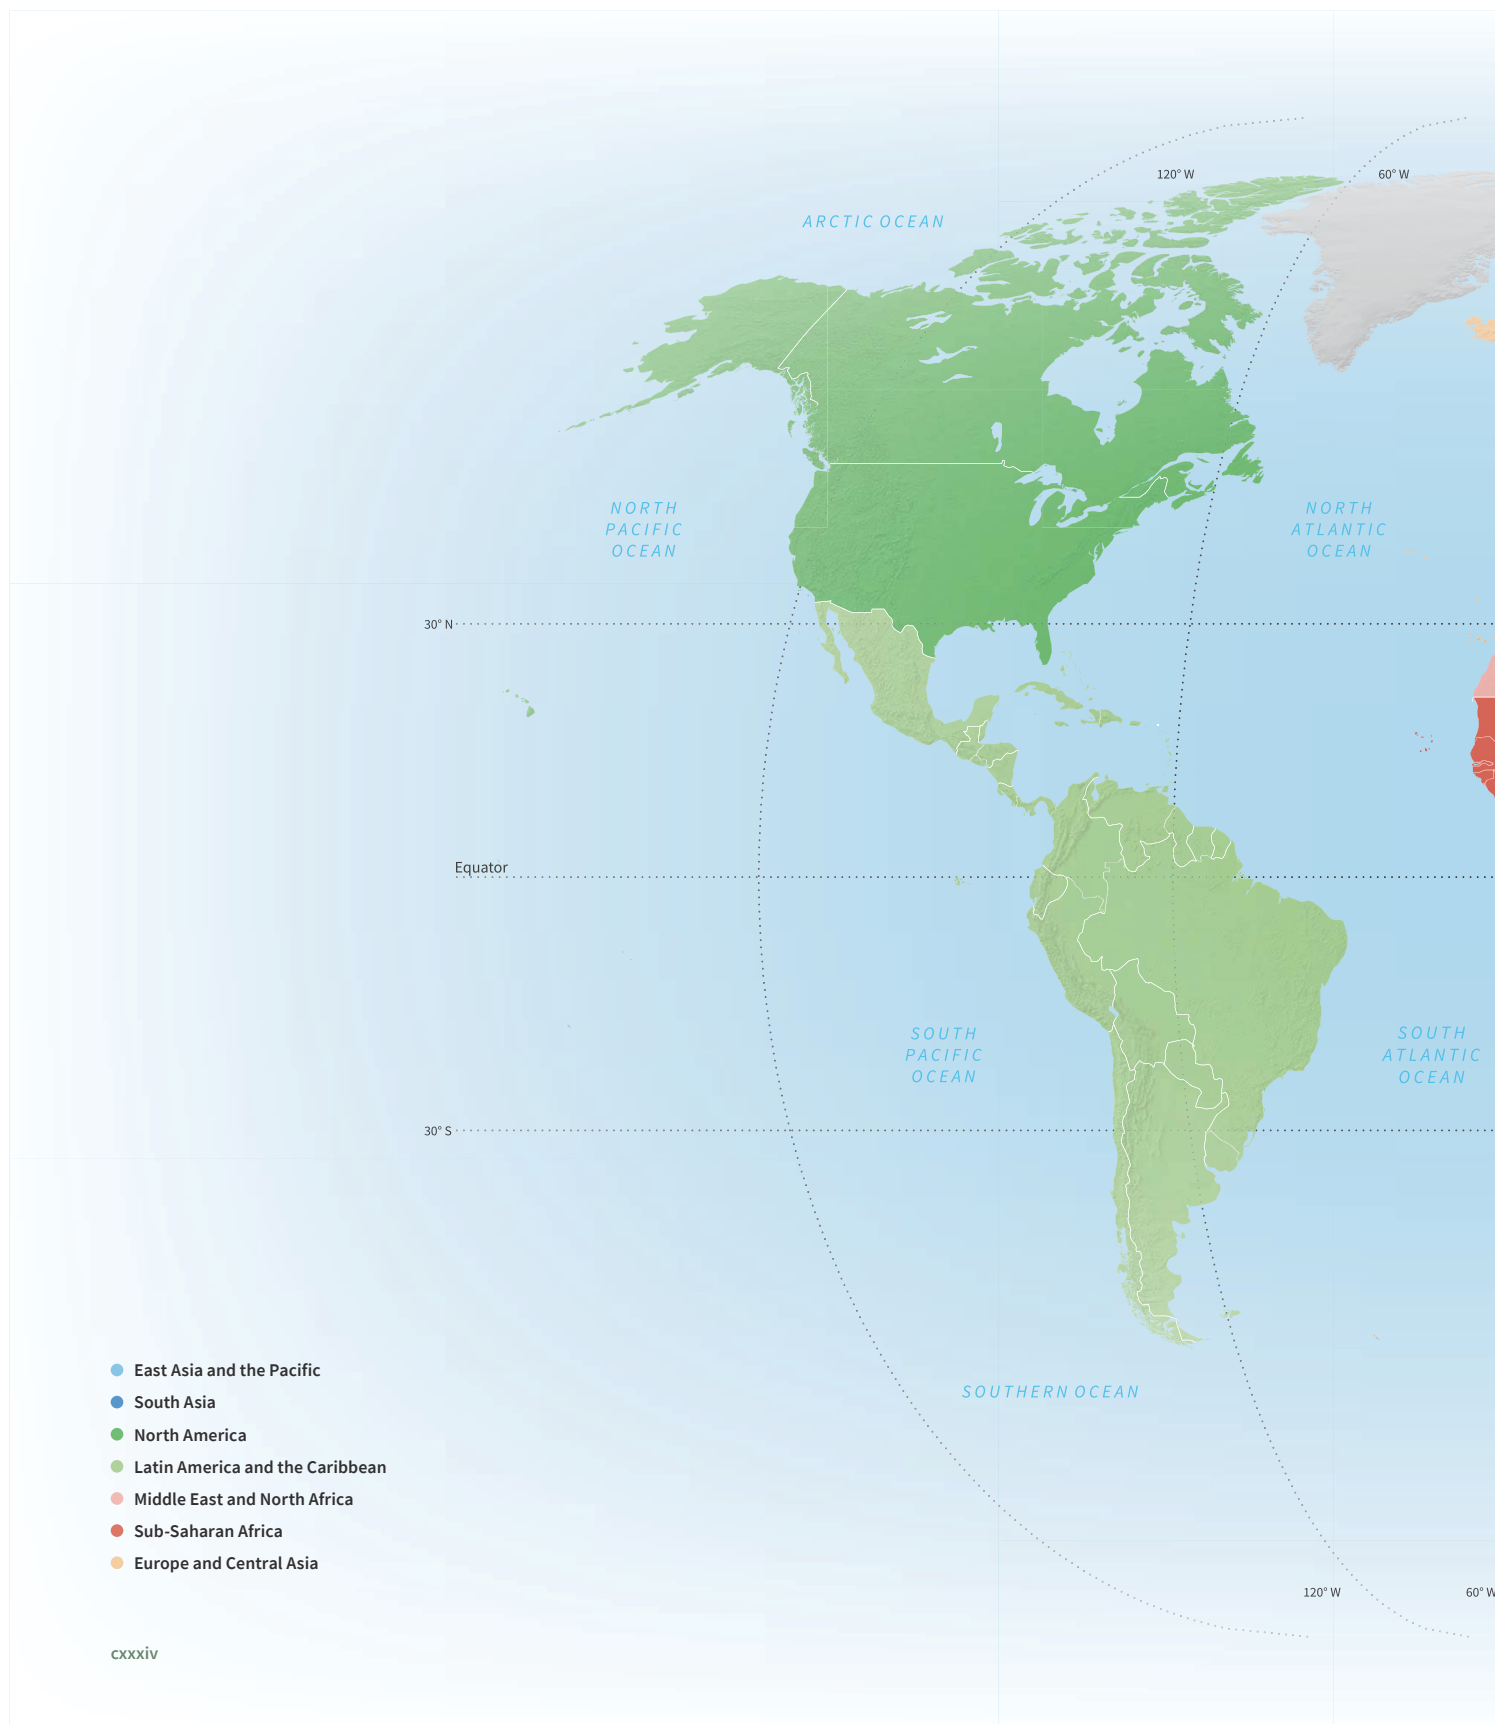 120° W
60° W
ARCTIC OCEAN
NORTH
PACIFIC
OCEAN
NORTH
ATLANTIC
OCEAN
30° N
Equator
SOUTH
PACIFIC
OCEAN
SOUTH
ATLANTIC
OCEAN
30° S
SOUTHERN OCEAN
East Asia and the Pacific
South Asia
North America
Latin America and the Caribbean
Middle East and North Africa
Sub-Saharan Africa
Europe and Central Asia
120° W
60° W
cxxxiv